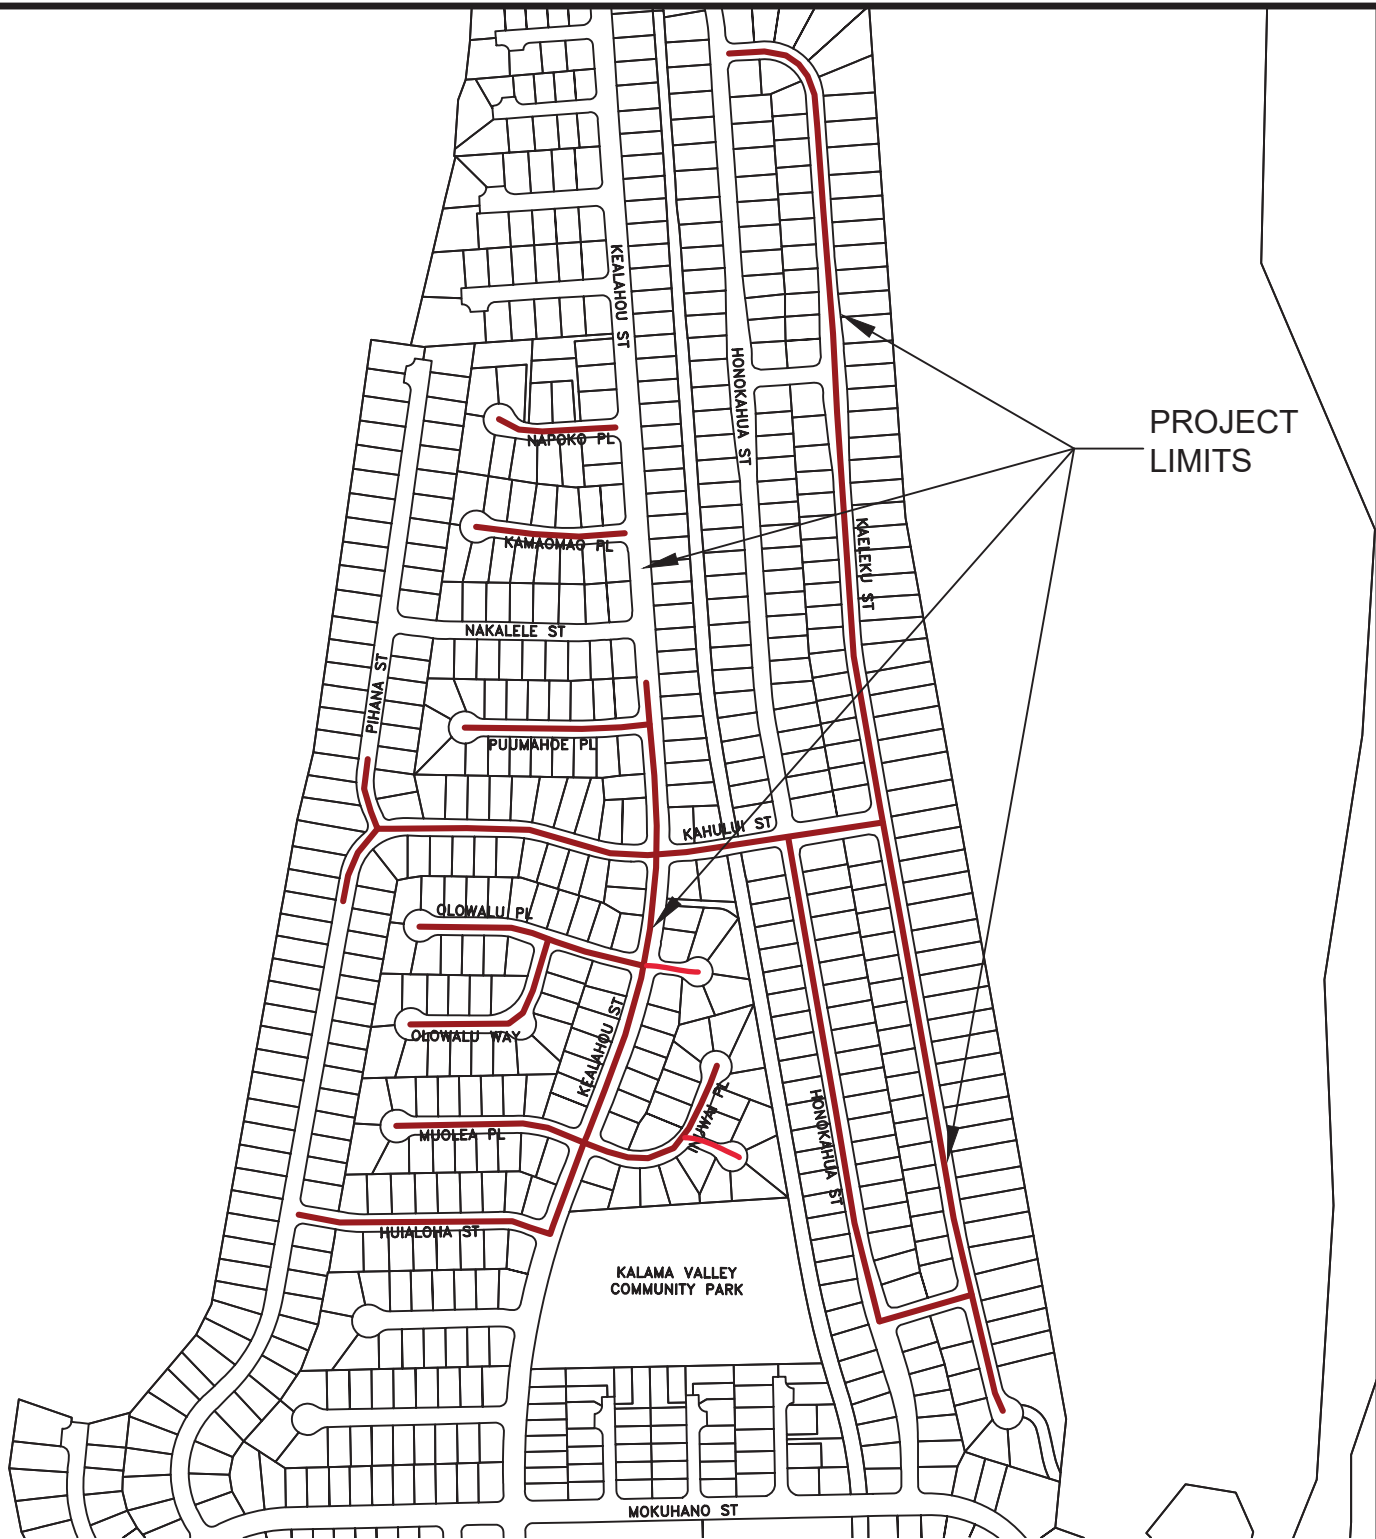 KEALAHOU ST
HONOKAHUA ST
PROJECT
LIMITS
NAPOKO PL
KAMAOMAO PL
KAELEKU ST
NAKALELE ST
PIHANA ST
PUUMAHOE PL
KAHULUI ST
OLOWALU PL
KEALAHOU ST
OLOWALU WAY
INUWAI PL
HONOKAHUA ST
MUOLEA PL
HUIALOHA ST
KALAMA VALLEY
COMMUNITY PARK
MOKUHANO ST